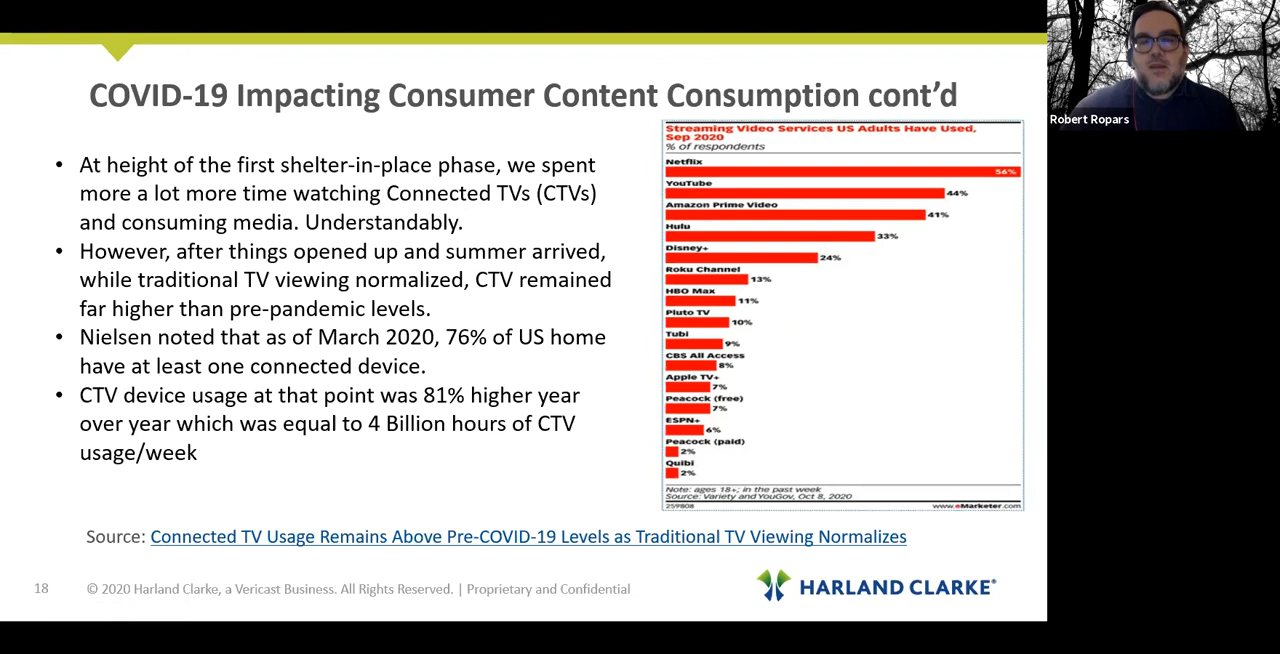 COVID-19 Impacting Consumer Content Consumption cont’d
• At height of the first shelter-in-place phase, we spent
more a lot more time watching Connected TVs (CTVs)
and consuming media. Understandably.
• However, after things opened up and summer arrived,
while traditional TV viewing normalized, CTV remained
far higher than pre-pandemic levels.
• Nielsen noted that as of March 2020, 76% of US home
have at least one connected device.
• CTV device usage at that point was 81% higher year
over year which was equal to 4 Billion hours of CTV
usage/week
Streaming Video Services US Adults Have Used,
Sep 2020
% of respondents
Netflix
56%
YouTube
44%
Amazon Prime Video
41%
Hulu
33%
Disney+
24%
Roku Channel
13%
HBO Max
11%
Pluto TV
10%
Tubi
9%
CBS All Access
8%
Apple TV+
7%
Peacock (free)
7%
ESPN+
6%
Peacock (paid)
2%
Quibi
2%
Note: ages 18+; in the past week
Source: Variety and YouGov, Oct 8, 2020
259808 www.eMarketer.com
Source: Connected TV Usage Remains Above Pre-COVID-19 Levels as Traditional TV Viewing Normalizes
18 © 2020 Harland Clarke, a Vericast Business. All Rights Reserved. | Proprietary and Confidential
HARLAND CLARKE®
Robert Ropars